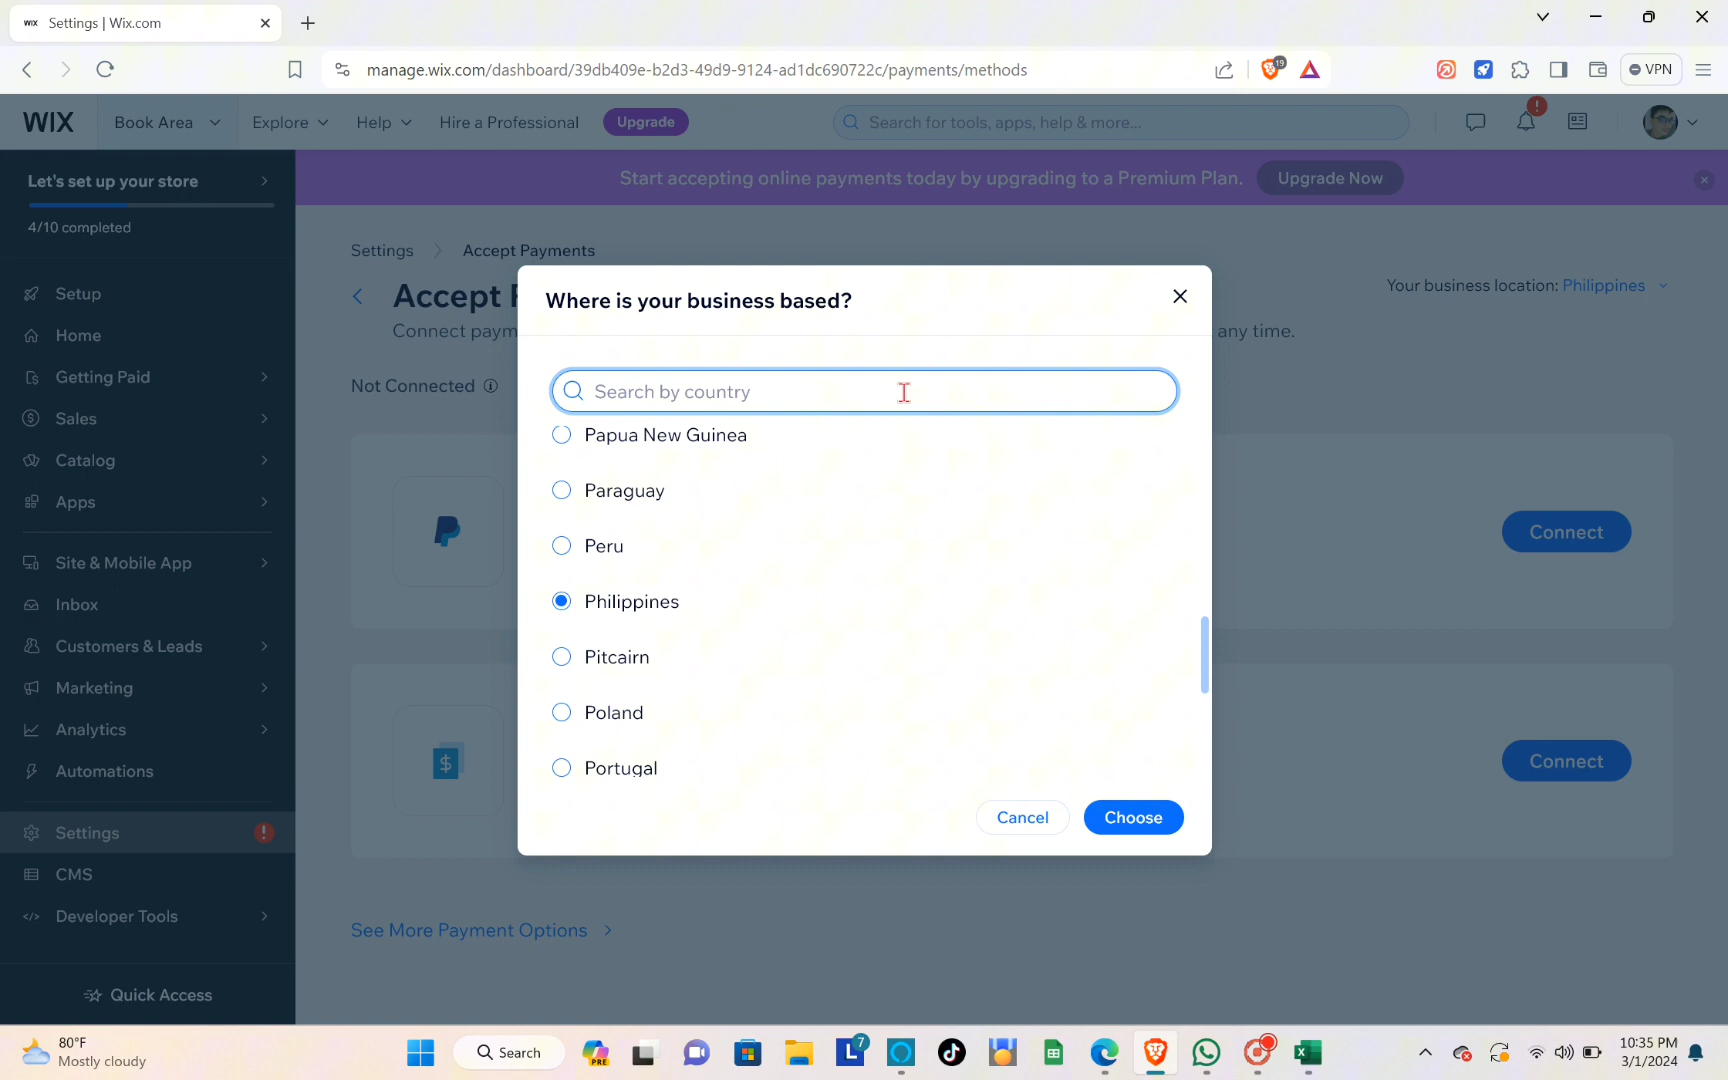 WIX Settings | Wix.com
manage.wix.com/dashboard/39db409e-b2d3-49d9-9124-ad1dc690722c/payments/methods
19
VPN
WIX
Book Area
Explore
Help
Hire a Professional
Upgrade
Search for tools, apps, help & more...
!
Let's set up your store
4/10 completed
Start accepting online payments today by upgrading to a Premium Plan.
Upgrade Now
Setup
Home
Getting Paid
Sales
Catalog
Apps
Site & Mobile App
Inbox
Customers & Leads
Marketing
Analytics
Automations
Settings
!
CMS
Developer Tools
Quick Access
Settings
Accept Payments
Accept
Your business location: Philippines
Connect paym
any time.
Not Connected
Connect
$
Connect
See More Payment Options
Where is your business based?
Search by country
Papua New Guinea
Paraguay
Peru
Philippines
Pitcairn
Poland
Portugal
Cancel
Choose
80°F
Mostly cloudy
Search
PRE
L
7
10:35 PM
3/1/2024